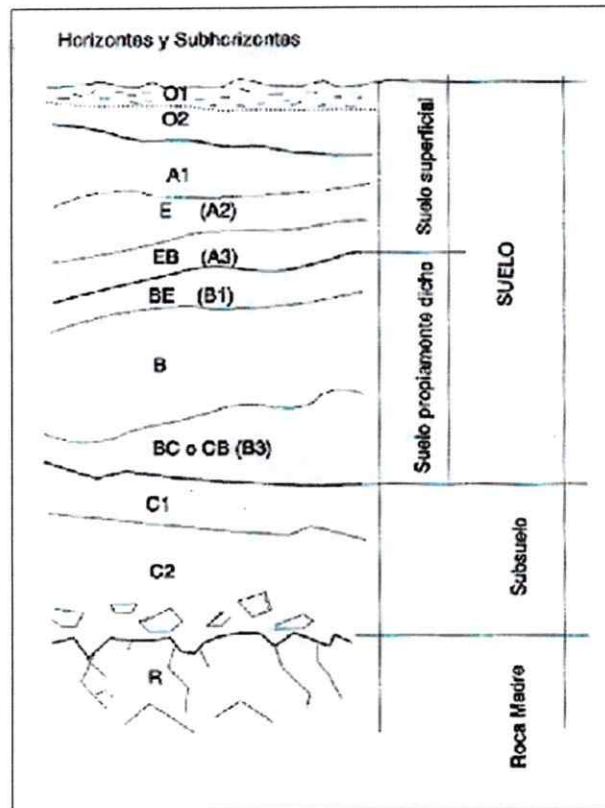 Horizontes y Subhorizontes
O1
O2
A1
E (A2)
EB (A3)
BE (B1)
B
BC o CB (B3)
C1
C2
R
Suelo superficial
Suelo propiamente dicho
SUELO
Subsuelo
Roca Madre